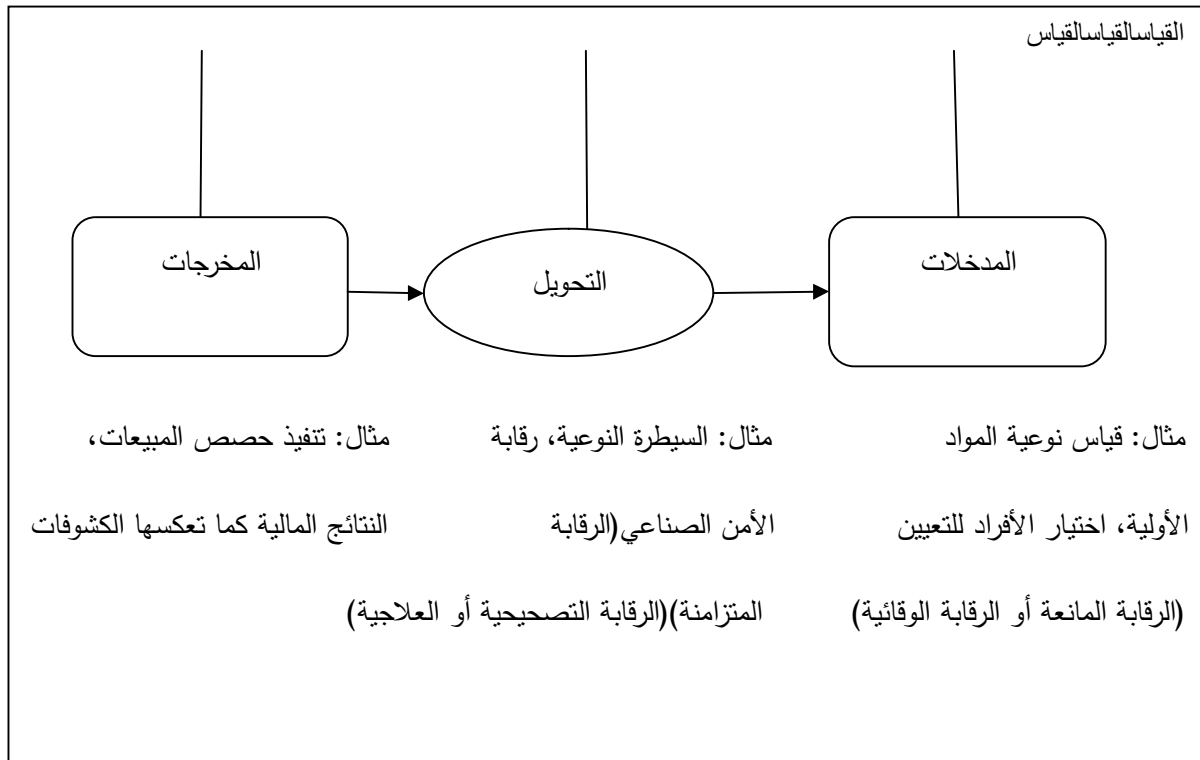 القياسالقياسالقياس
المدخلات
التحويل
المخرجات
مثال: قياس نوعية المواد مثال: السيطرة النوعية، رقابة مثال: تنفيذ حصص المبيعات،
الأولية، اختيار الأفراد للتعيين الأمن الصناعي(الرقابة النتائج المالية كما تعكسها الكشوفات
(الرقابة المانعة أو الرقابة الوقائية) المتزامنة)(الرقابة التصحيحية أو العلاجية)